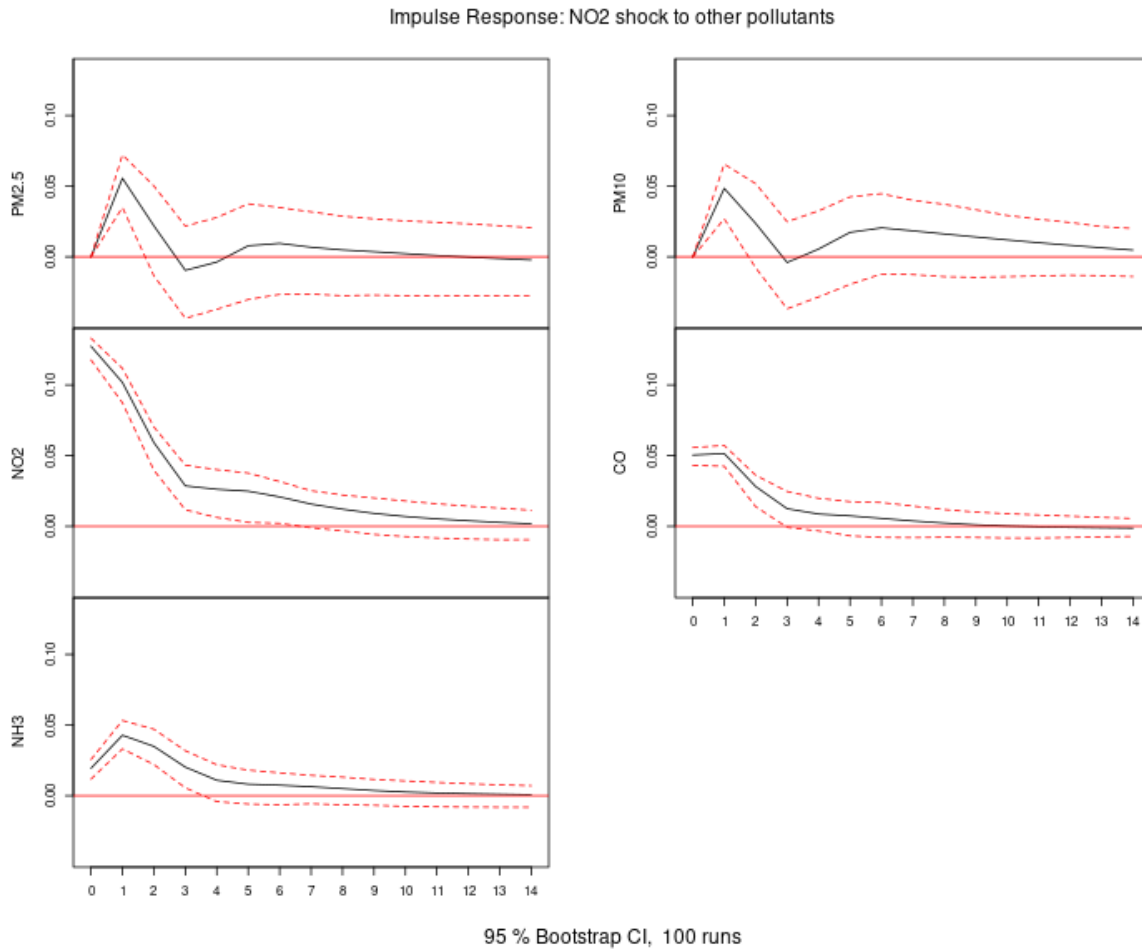 Impulse Response: NO2 shock to other pollutants
PM2.5
0.00 0.05 0.10
PM10
0.00 0.05 0.10
NO2
0.00 0.05 0.10
CO
0.00 0.05 0.10
0 1 2 3 4 5 6 7 8 9 10 11 12 13 14
NH3
0.00 0.05 0.10
0 1 2 3 4 5 6 7 8 9 10 11 12 13 14
95 % Bootstrap CI, 100 runs